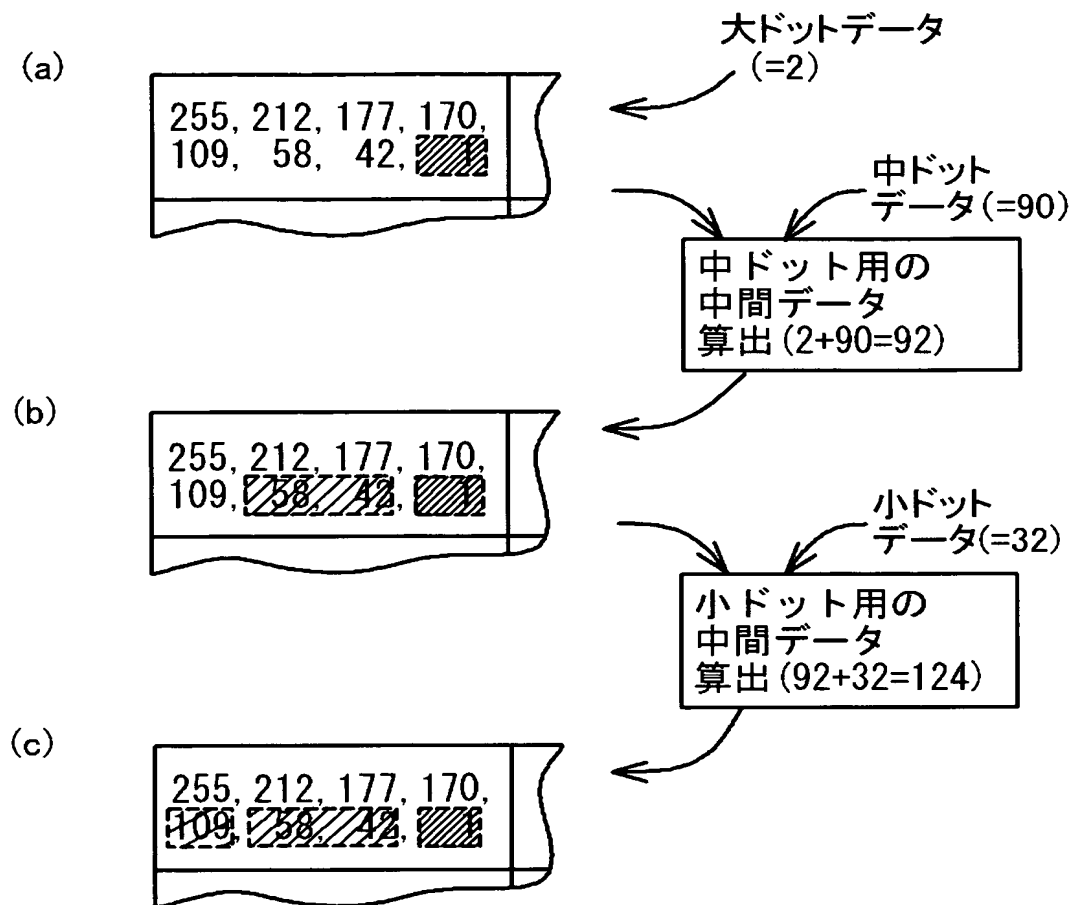 (a)
大ドットデータ
(=2)
255, 212, 177, 170,
109, 58, 42, 1
中ドット
データ(=90)
中ドット用の
中間データ
算出(2+90=92)
(b)
255, 212, 177, 170,
109, 58, 42, 1
小ドット
データ(=32)
小ドット用の
中間データ
算出(92+32=124)
(c)
255, 212, 177, 170,
109, 58, 42, 1